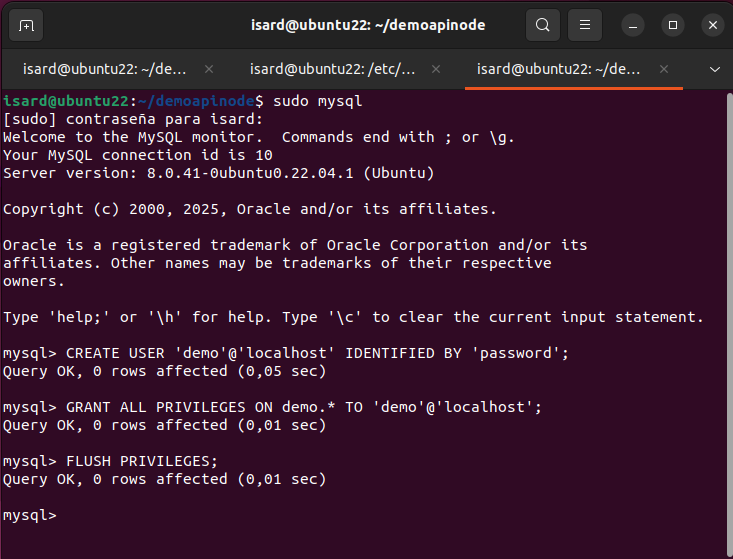 isard@ubuntu22: ~/demoapinode
isard@ubuntu22: ~/de...
isard@ubuntu22: /etc/...
isard@ubuntu22: ~/de...
isard@ubuntu22:~/demoapinode$ sudo mysql
[sudo] contraseña para isard:
Welcome to the MySQL monitor.  Commands end with ; or \g.
Your MySQL connection id is 10
Server version: 8.0.41-0ubuntu0.22.04.1 (Ubuntu)
Copyright (c) 2000, 2025, Oracle and/or its affiliates.
Oracle is a registered trademark of Oracle Corporation and/or its
affiliates. Other names may be trademarks of their respective
owners.
Type 'help;' or '\h' for help. Type '\c' to clear the current input statement.
mysql> CREATE USER 'demo'@'localhost' IDENTIFIED BY 'password';
Query OK, 0 rows affected (0,05 sec)
mysql> GRANT ALL PRIVILEGES ON demo.* TO 'demo'@'localhost';
Query OK, 0 rows affected (0,01 sec)
mysql> FLUSH PRIVILEGES;
Query OK, 0 rows affected (0,01 sec)
mysql>